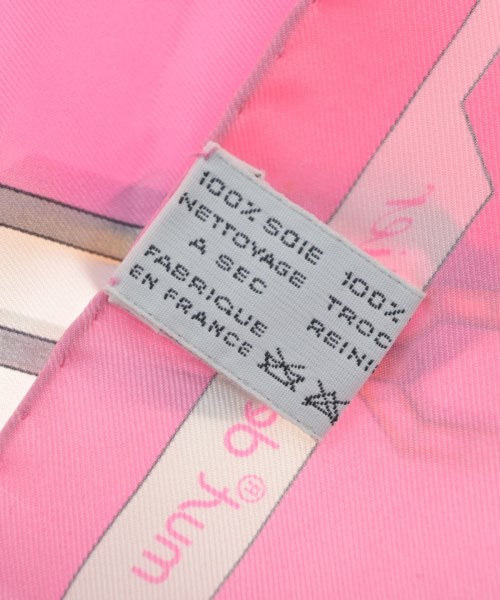 100% SOIE
NETTOYAGE
A SEC
FABRIQUE
EN FRANCE
100%
TROC
REINI